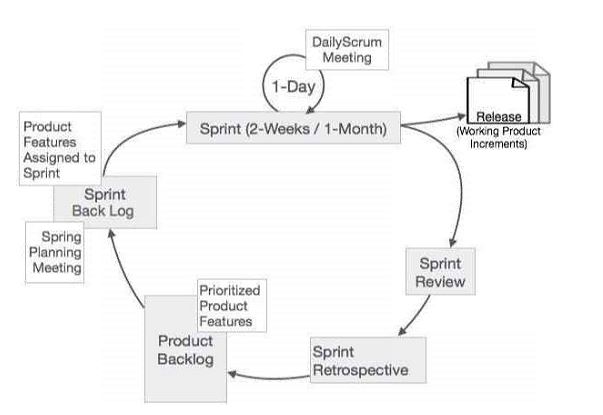 DailyScrum
Meeting
1-Day
Sprint (2-Weeks / 1-Month)
Release
(Working Product
Increments)
Product
Features
Assigned to
Sprint
Sprint
Back Log
Spring
Planning
Meeting
Sprint
Review
Prioritized
Product
Features
Product
Backlog
Sprint
Retrospective